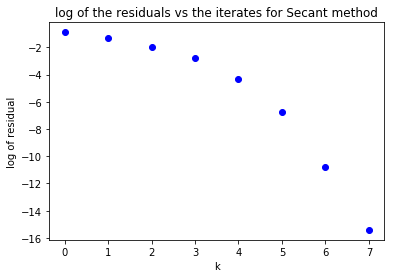 log of the residuals vs the iterates for Secant method
−2
−4
−6
−8
−10
−12
−14
−16
log of residual
0 1 2 3 4 5 6 7
k